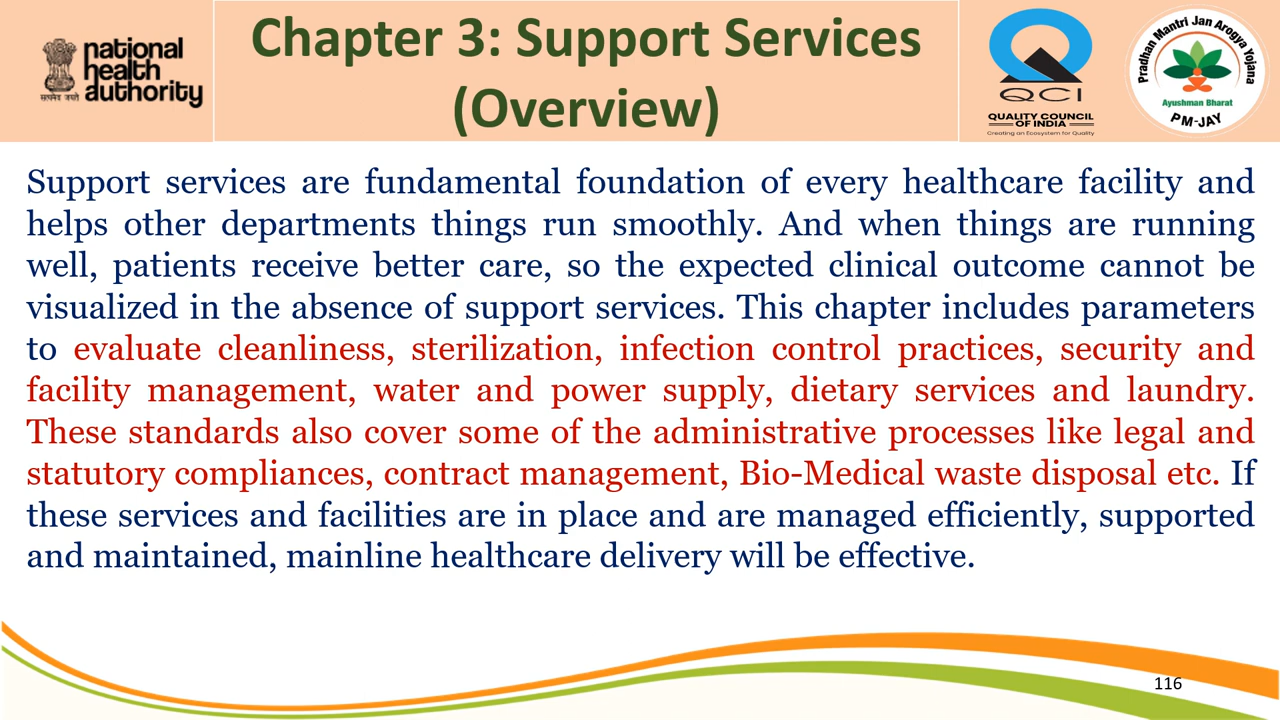 national
health
authority
सत्यमेव जयते
Chapter 3: Support Services
(Overview)
QCI
QUALITY COUNCIL
OF INDIA
Creating an Ecosystem for Quality
Pradhan Mantri Jan Arogya Yojana
Ayushman Bharat
PM-JAY
Support services are fundamental foundation of every healthcare facility and
helps other departments things run smoothly. And when things are running
well, patients receive better care, so the expected clinical outcome cannot be
visualized in the absence of support services. This chapter includes parameters
to evaluate cleanliness, sterilization, infection control practices, security and
facility management, water and power supply, dietary services and laundry.
These standards also cover some of the administrative processes like legal and
statutory compliances, contract management, Bio-Medical waste disposal etc. If
these services and facilities are in place and are managed efficiently, supported
and maintained, mainline healthcare delivery will be effective.
116